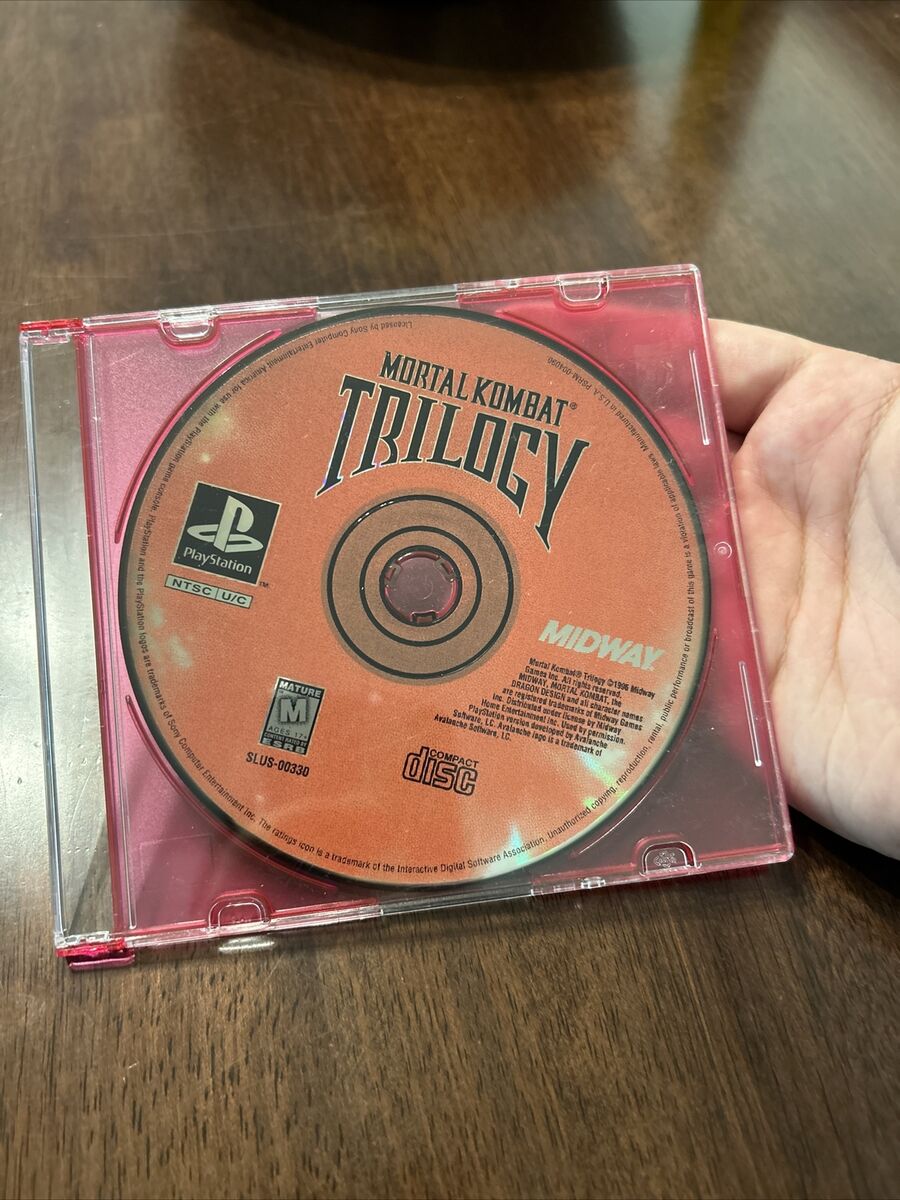 MORTAL KOMBAT®
TRILOGY
PlayStation
™
NTSC U/C
MIDWAY
Mortal Kombat® Trilogy ©1996 Midway
Games Inc. All rights reserved.
MIDWAY, MORTAL KOMBAT, the
DRAGON DESIGN and all character names
are registered trademarks of Midway Games
Inc. Distributed under license by Midway
Home Entertainment Inc. Used by permission.
PlayStation version developed by Avalanche
Software, LC. Avalanche logo is a trademark of
Avalanche Software, LC.
MATURE
M
AGES 17+
CONTENT RATED BY
ESRB
SLUS-00330
COMPACT
disc
Licensed by Sony Computer Entertainment America for use with the PlayStation game console. PlayStation and the PlayStation logos are trademarks of Sony Computer Entertainment Inc. The ratings icon is a trademark of the Interactive Digital Software Association. Unauthorized copying, reproduction, rental, public performance or broadcast of this game is a violation of applicable laws. Manufactured in U.S.A. PSRM-004090